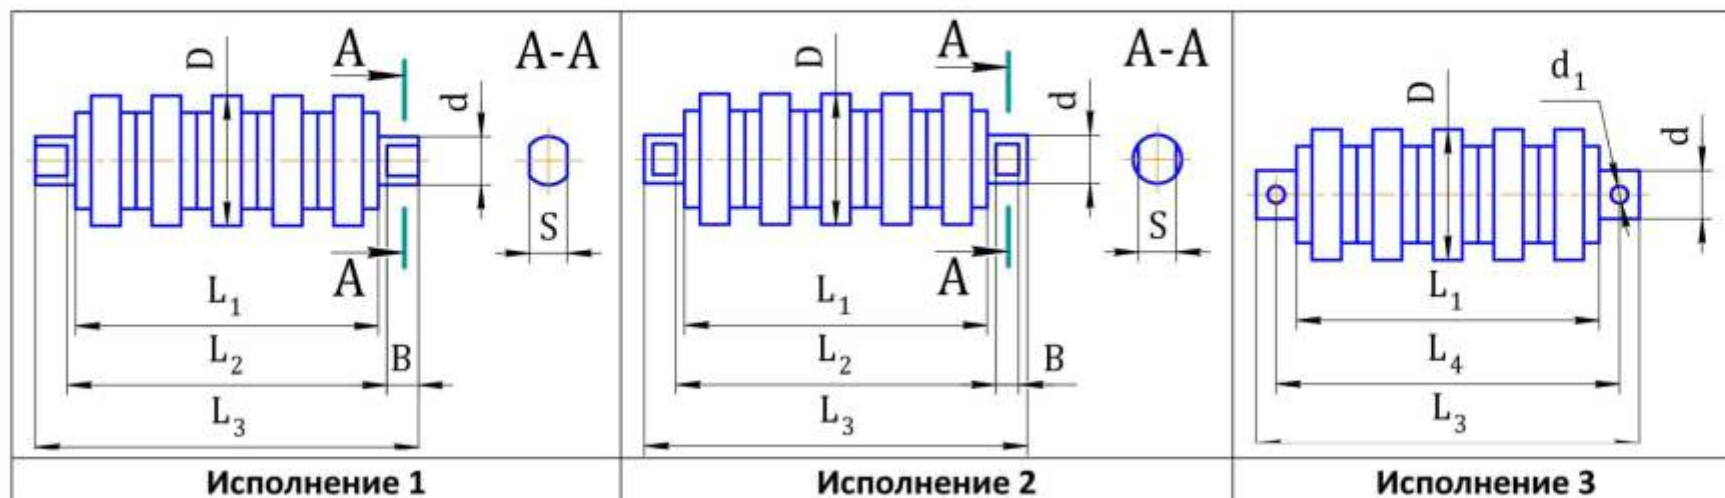 A
D
A-A
d
S
A
L1
L2
B
L3
Исполнение 1
A
D
A-A
d
S
A
L1
L2
B
L3
Исполнение 2
d1
D
d
L1
L4
L3
Исполнение 3